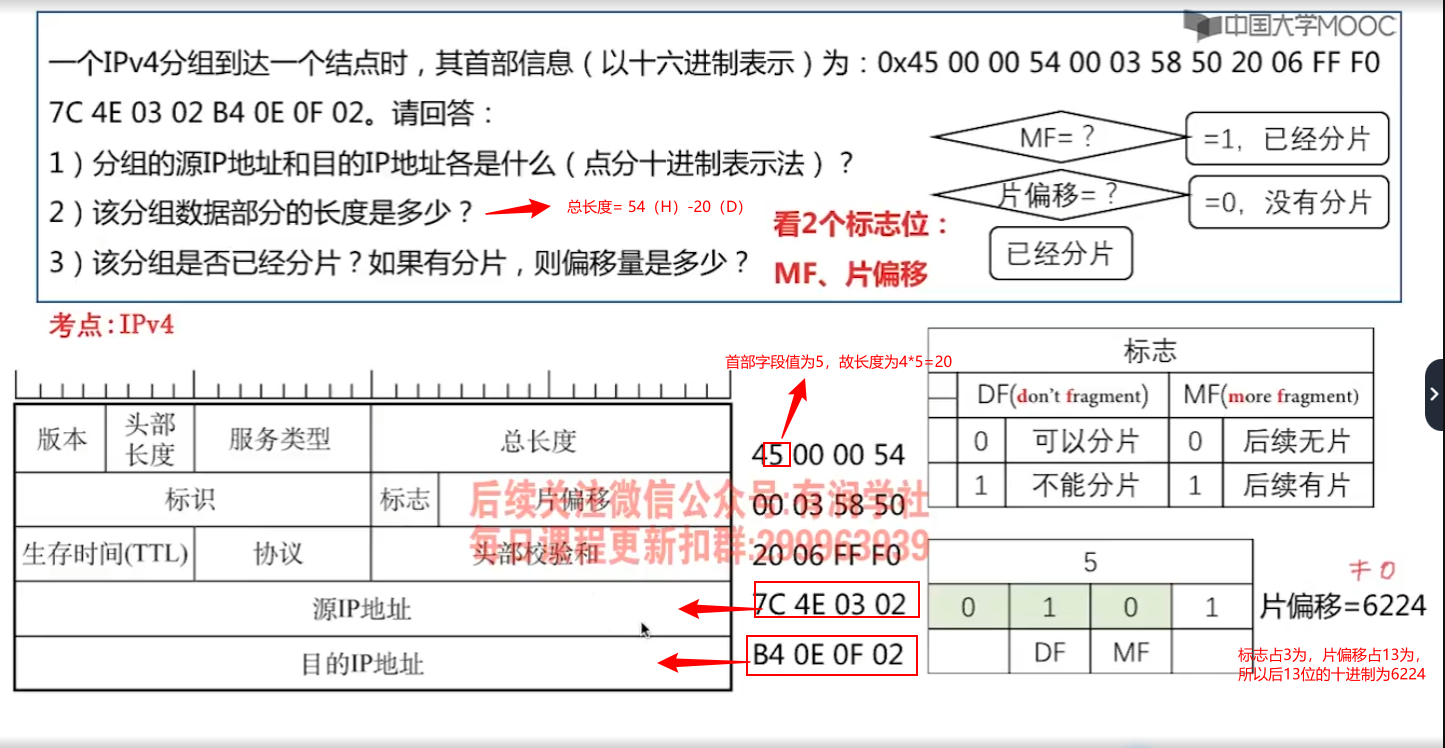 中国大学MOOC
一个IPv4分组到达一个结点时，其首部信息（以十六进制表示）为：0x45 00 00 54 00 03 58 50 20 06 FF F0
7C 4E 03 02 B4 0E 0F 02。请回答：
1）分组的源IP地址和目的IP地址各是什么（点分十进制表示法）？
2）该分组数据部分的长度是多少？
总长度= 54（H）-20（D）
3）该分组是否已经分片？如果有分片，则偏移量是多少？
看2个标志位：
MF、片偏移
MF=？
=1，已经分片
片偏移=？
=0，没有分片
已经分片
考点:IPv4
首部字段值为5，故长度为4*5=20
版本 头部长度 服务类型 总长度
标识 标志 片偏移
生存时间(TTL) 协议 头部校验和
源IP地址
目的IP地址
后续关注微信公众号:有润学社
每日课程更新扣群:299963939
45 00 00 54
00 03 58 50
20 06 FF F0
7C 4E 03 02
B4 0E 0F 02
标志
DF(don't fragment) MF(more fragment)
0 可以分片 0 后续无片
1 不能分片 1 后续有片
5
0 1 0 1
DF MF
≠0
片偏移=6224
标志占3为，片偏移占13为，
所以后13位的十进制为6224